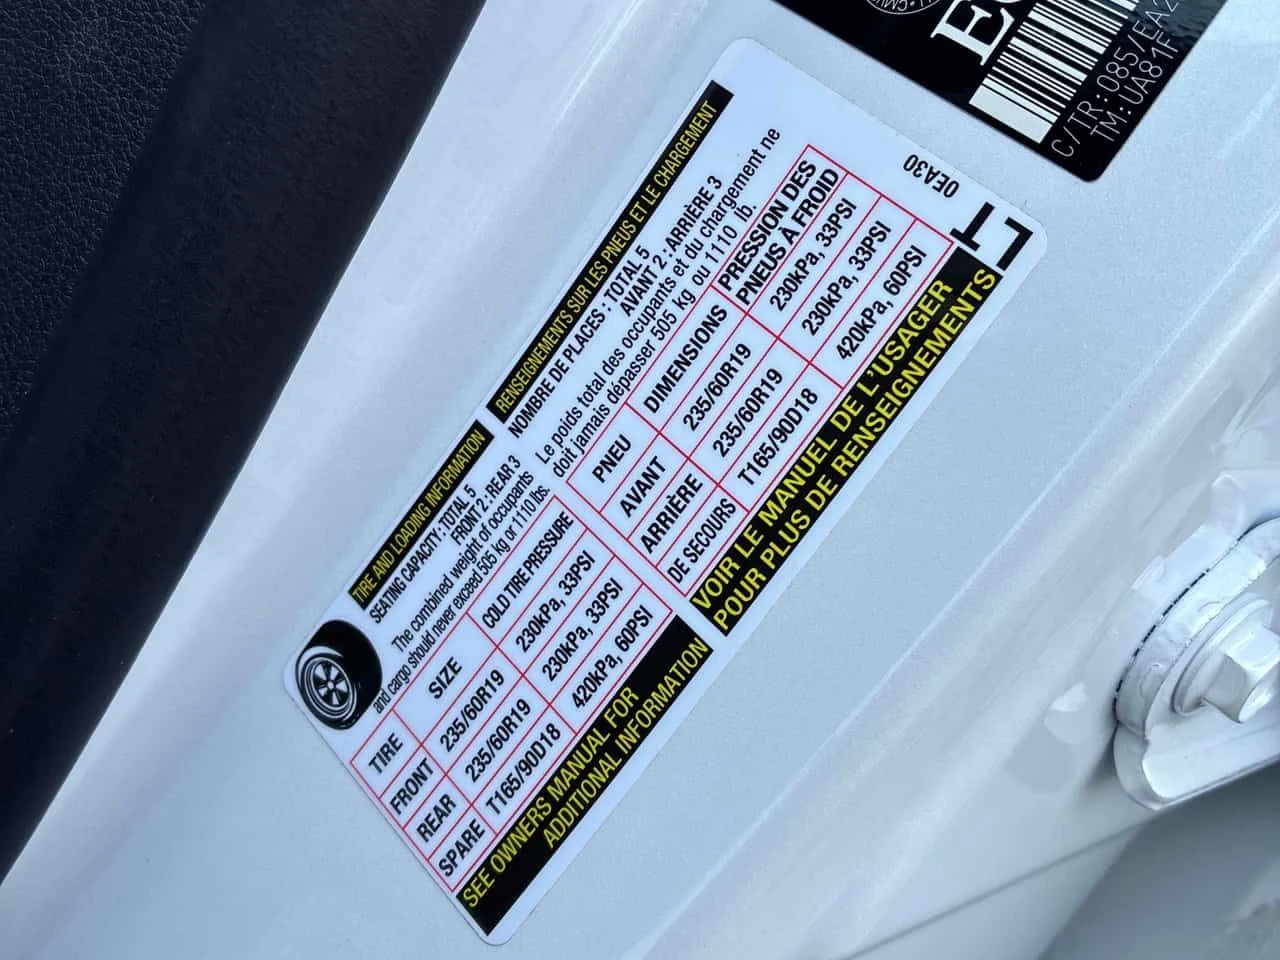 TIRE AND LOADING INFORMATION
SEATING CAPACITY : TOTAL 5
FRONT 2 : REAR 3
The combined weight of occupants
and cargo should never exceed 505 kg or 1110 lbs.
TIRE SIZE COLD TIRE PRESSURE
FRONT 235/60R19 230kPa, 33PSI
REAR 235/60R19 230kPa, 33PSI
SPARE T165/90D18 420kPa, 60PSI
SEE OWNERS MANUAL FOR
ADDITIONAL INFORMATION
RENSEIGNEMENTS SUR LES PNEUS ET LE CHARGEMENT
NOMBRE DE PLACES : TOTAL 5
AVANT 2 : ARRIÈRE 3
Le poids total des occupants et du chargement ne
doit jamais dépasser 505 kg ou 1110 lb.
PNEU DIMENSIONS PRESSION DES
PNEUS À FROID
AVANT 235/60R19 230kPa, 33PSI
ARRIÈRE 235/60R19 230kPa, 33PSI
DE SECOURS T165/90D18 420kPa, 60PSI
VOIR LE MANUEL DE L'USAGER
POUR PLUS DE RENSEIGNEMENTS
0EA30
C/TR:085/EA2
TM:UA81F